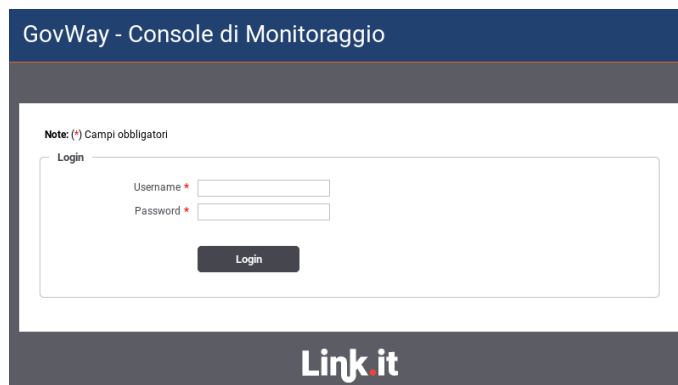 GovWay - Console di Monitoraggio
Note: (*) Campi obbligatori
Login
Username *
Password *
Login
Link.it